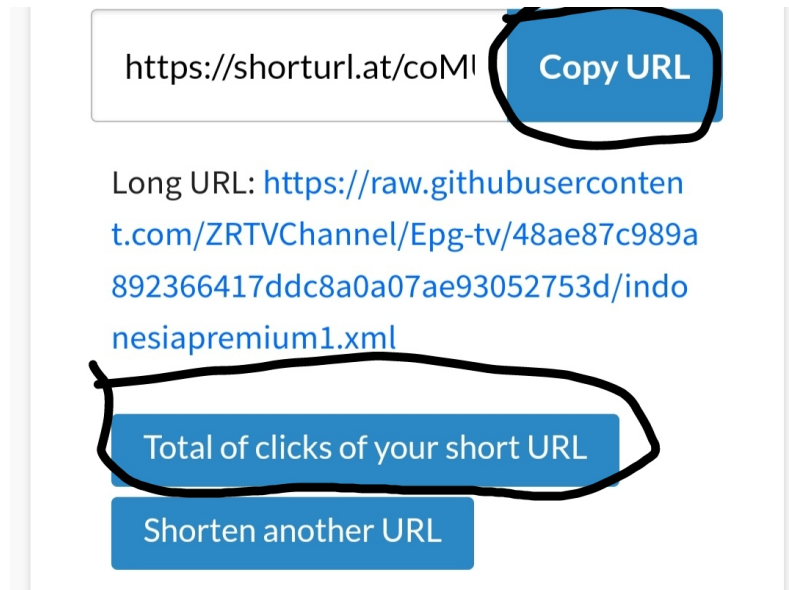 https://shorturl.at/coM
Copy URL
Long URL: https://raw.githubuserconten
t.com/ZRTVChannel/Epg-tv/48ae87c989a
892366417ddc8a0a07ae93052753d/indo
nesiapremium1.xml
Total of clicks of your short URL
Shorten another URL